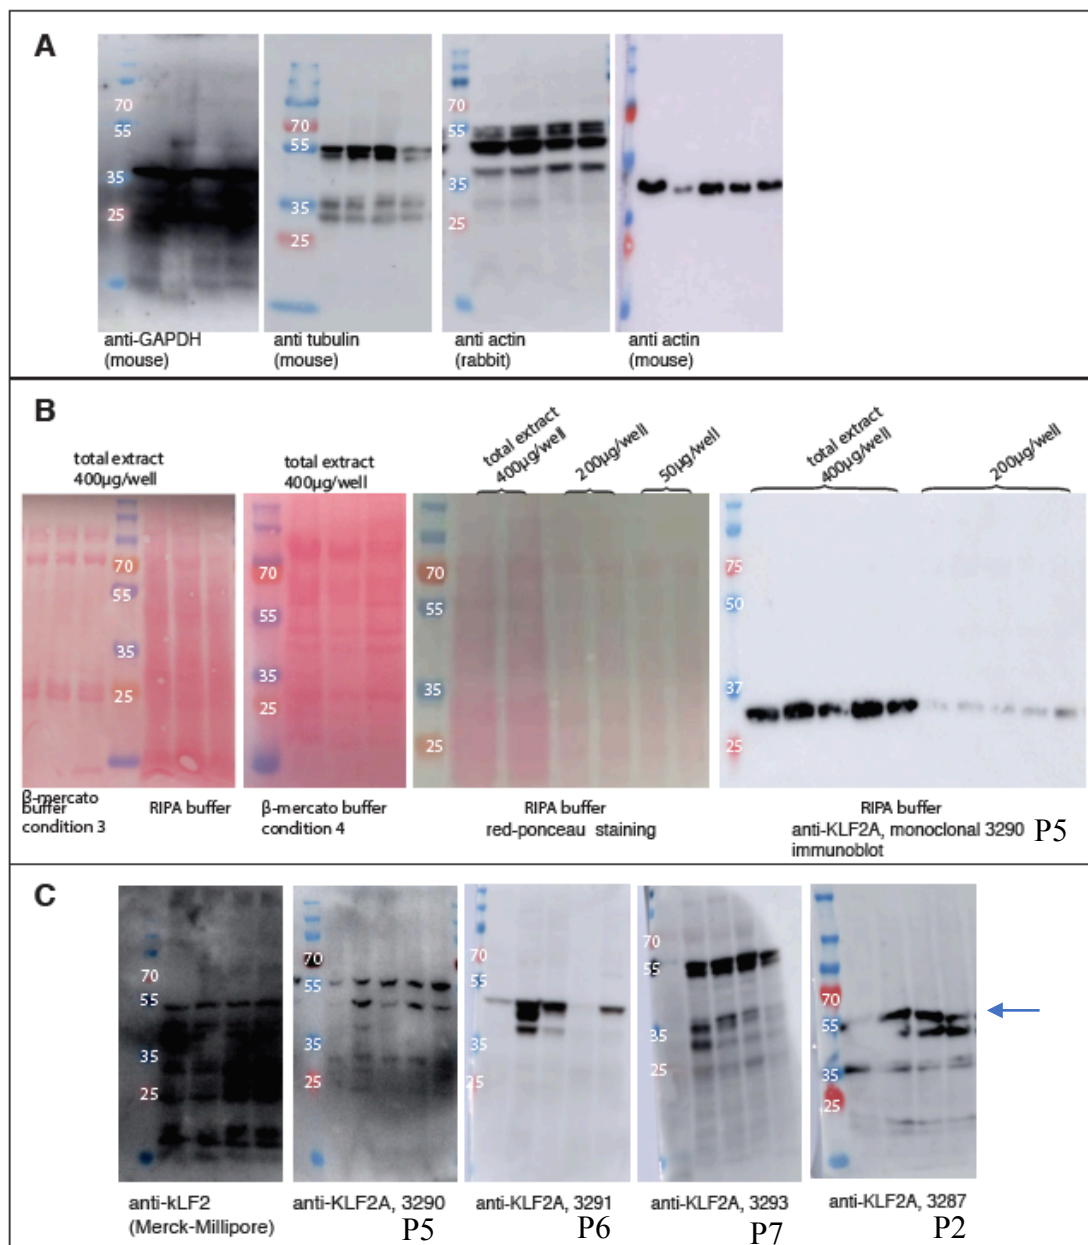 A
70
55
35
25
70
55
35
25
70
55
35
25
anti-GAPDH
(mouse)
anti tubulin
(mouse)
anti actin
(rabbit)
anti actin
(mouse)
B
total extract
400µg/well
total extract
400µg/well
total extract
400µg/well
200µg/well
50µg/well
total extract
400µg/well
200µg/well
70
55
35
25
70
55
35
25
70
55
35
25
75
50
37
25
β-mercato
buffer
condition 3
RIPA buffer
β-mercato buffer
condition 4
RIPA buffer
red-ponceau staining
RIPA buffer
anti-KLF2A, monoclonal 3290 P5
immunoblot
C
70
55
35
25
70
55
35
25
70
55
35
25
70
55
35
25
70
55
35
25
anti-kLF2
(Merck-Millipore)
anti-KLF2A, 3290
P5
anti-KLF2A, 3291
P6
anti-KLF2A, 3293
P7
anti-KLF2A, 3287
P2